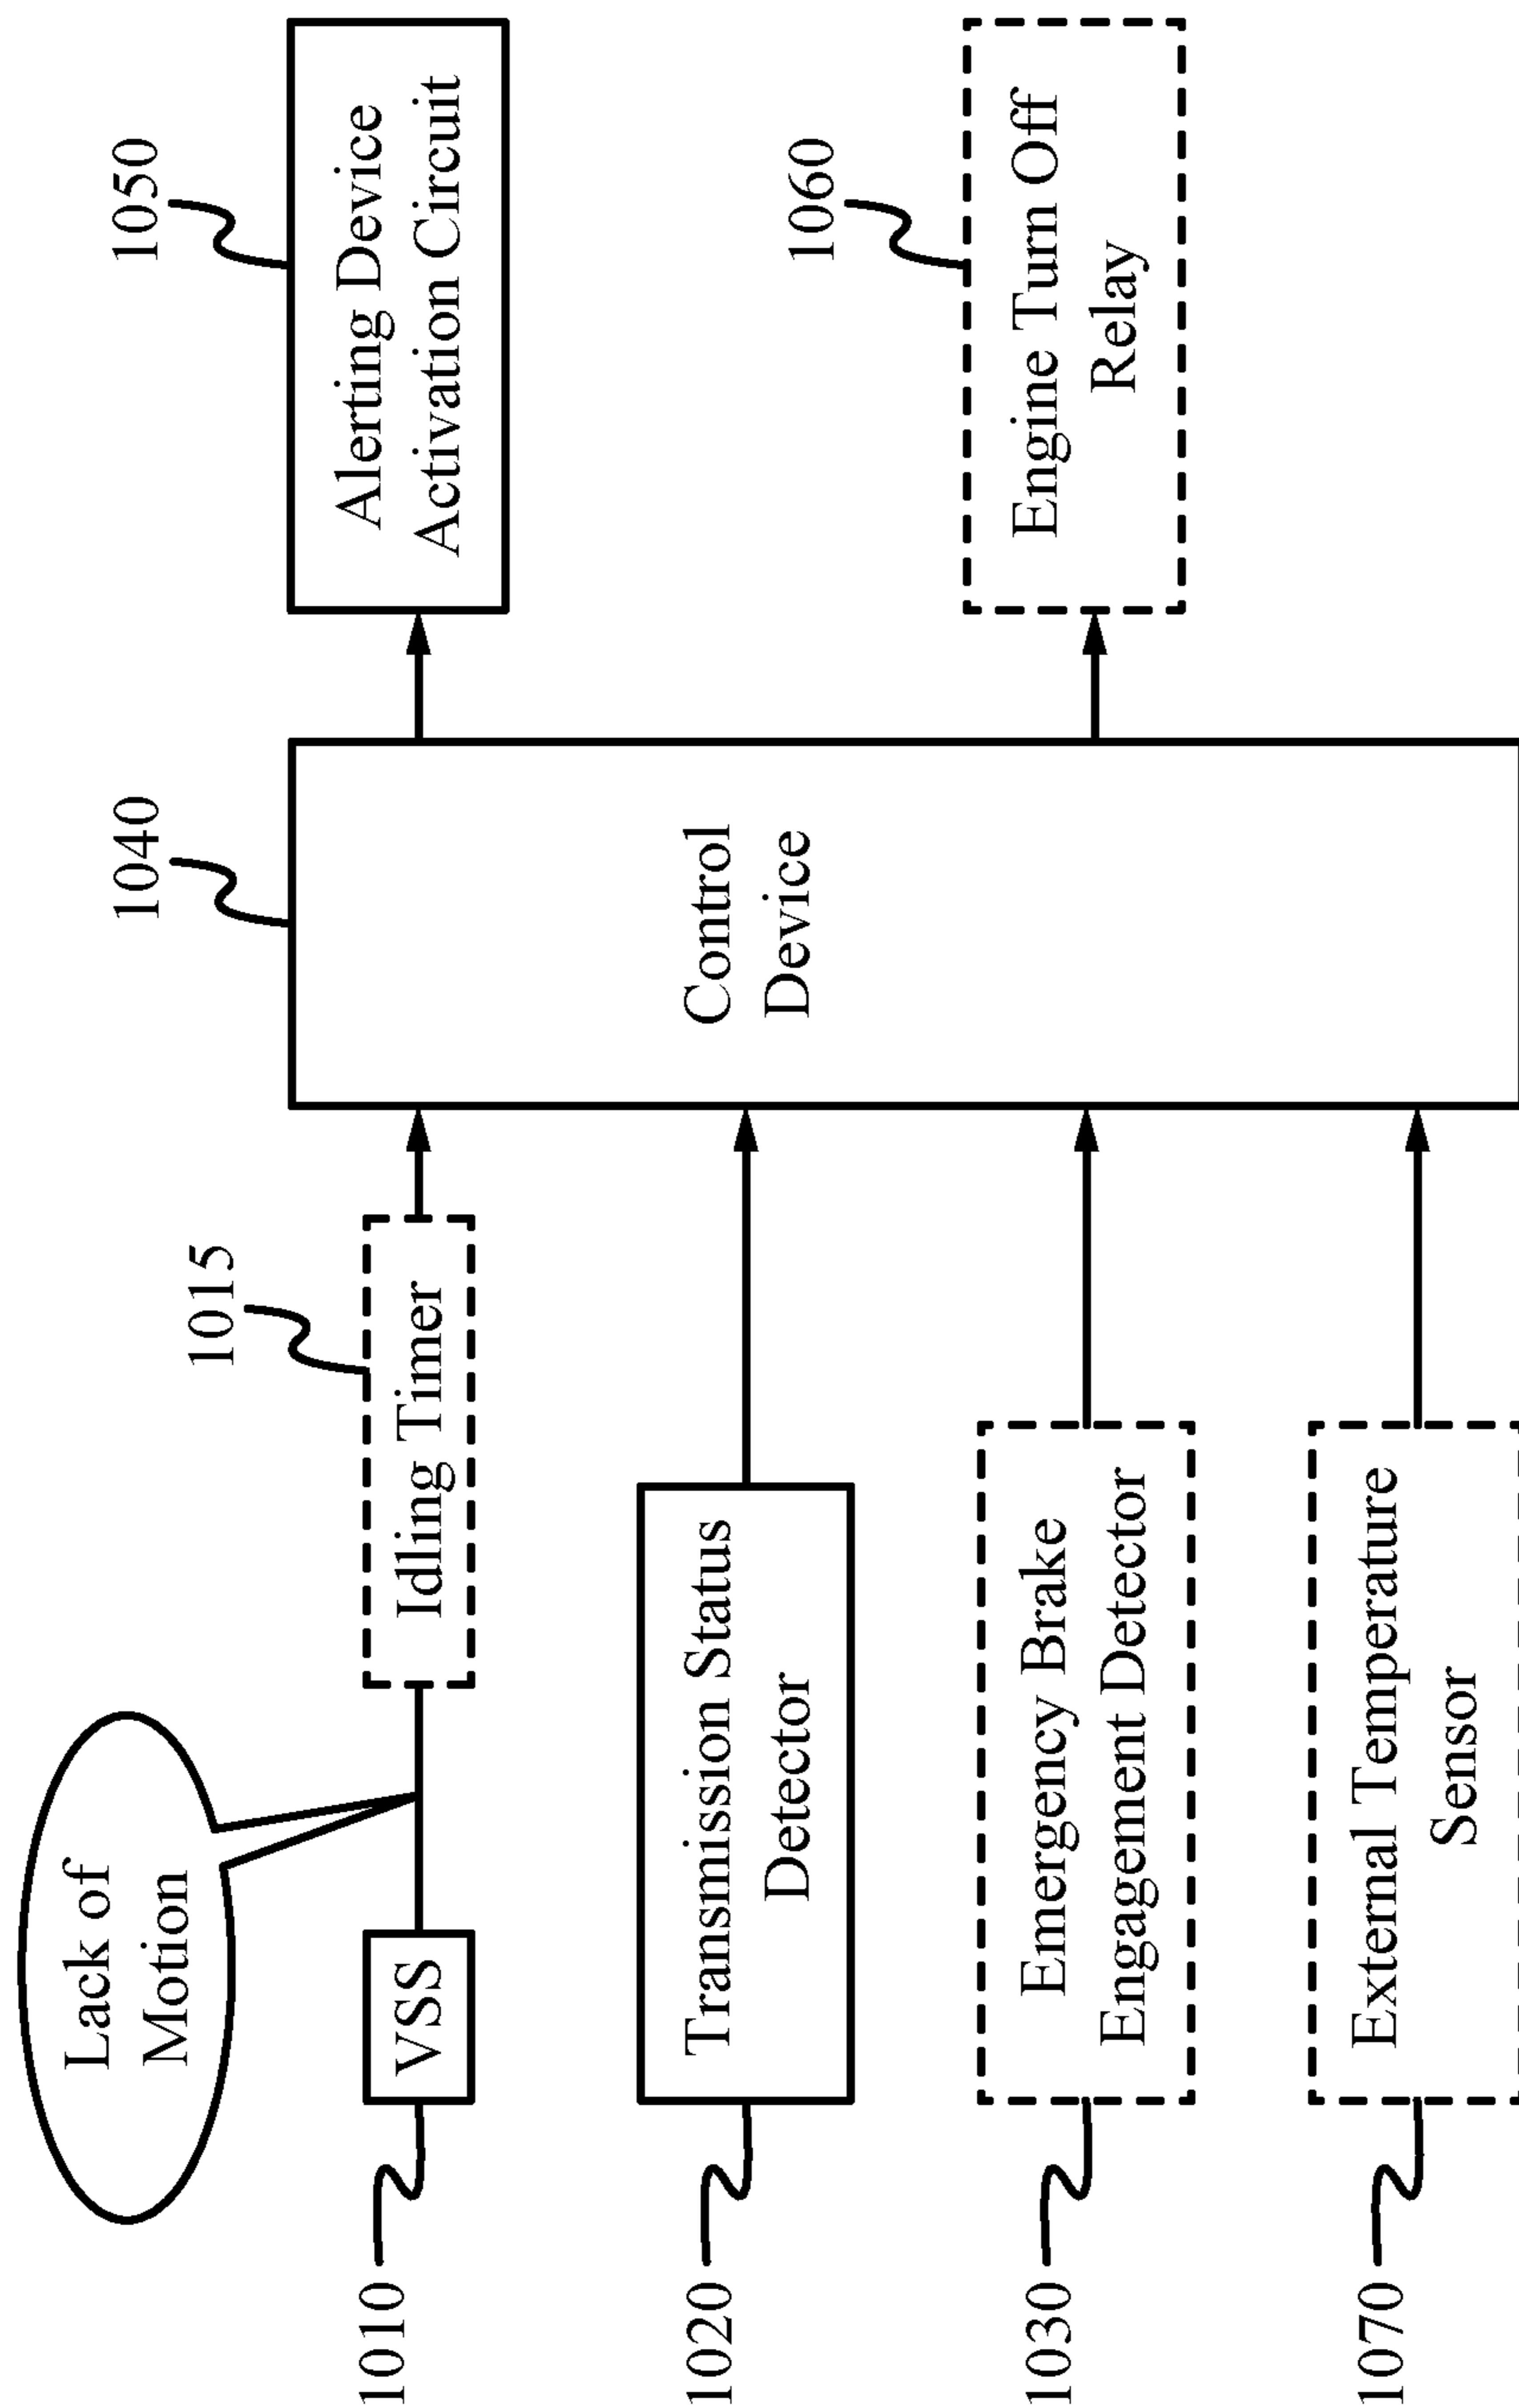 Lack of
Motion
1010
VSS
1015
Idling Timer
1040
Control
Device
1050
Alerting Device
Activation Circuit
1020
Transmission Status
Detector
1060
Engine Turn Off
Relay
1030
Emergency Brake
Engagement Detector
1070
External Temperature
Sensor